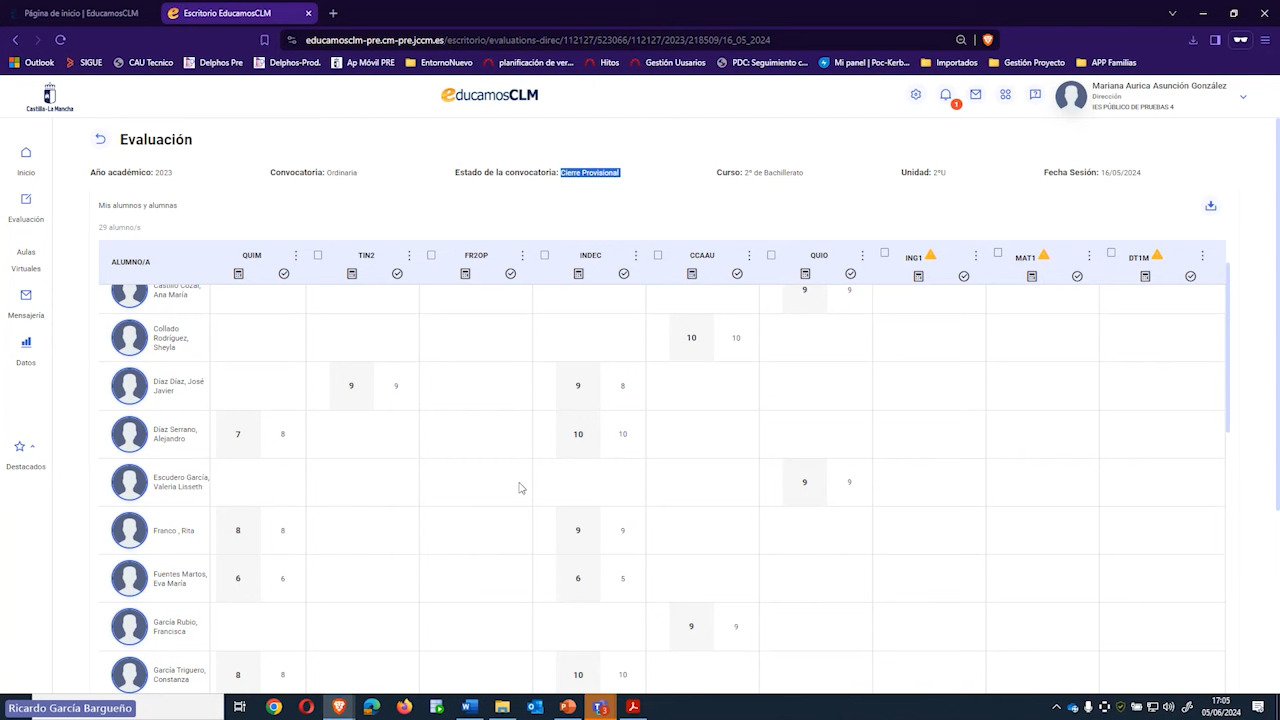 Página de inicio | EducamosCLM
Escritorio EducamosCLM
educamosclm-pre.cm-pre.jccm.es/escritorio/evaluations-direc/112127/523066/112127/2023/218509/16_05_2024
Outlook
SIGUE
CAU Tecnico
Delphos Pre
Delphos-Prod.
Ap Móvil PRE
EntornoNuevo
planificación de ver...
Hitos
Gestión Usuarios
PDC: Seguimiento c...
Mi panel | Poc-Kerb...
Importados
Gestión Proyecto
APP Familias
Castilla-La Mancha
educamosCLM
1
Mariana Aurica Asunción González
Dirección
IES PÚBLICO DE PRUEBAS 4
Inicio
Evaluación
Aulas
Virtuales
Mensajería
Datos
Destacados
Evaluación
Año académico: 2023
Convocatoria: Ordinaria
Estado de la convocatoria: Cierre Provisional
Curso: 2º de Bachillerato
Unidad: 2ºU
Fecha Sesión: 16/05/2024
Mis alumnos y alumnas
29 alumno/s
ALUMNO/A
QUIM
TIN2
FR2OP
INDEC
CCAAU
QUIO
ING1
MAT1
DT1M
Castillo Cózar,
Ana María
9 9
Collado
Rodríguez,
Sheyla
10 10
Díaz Díaz, José
Javier
9 9 9 8
Díaz Serrano,
Alejandro
7 8 10 10
Escudero García,
Valeria Lisseth
9 9
Franco , Rita
8 8 9 9
Fuentes Martos,
Eva María
6 6 6 5
García Rubio,
Francisca
9 9
García Triguero,
Constanza
8 8 10 10
Ricardo García Bargueño
17:05
05/06/2024